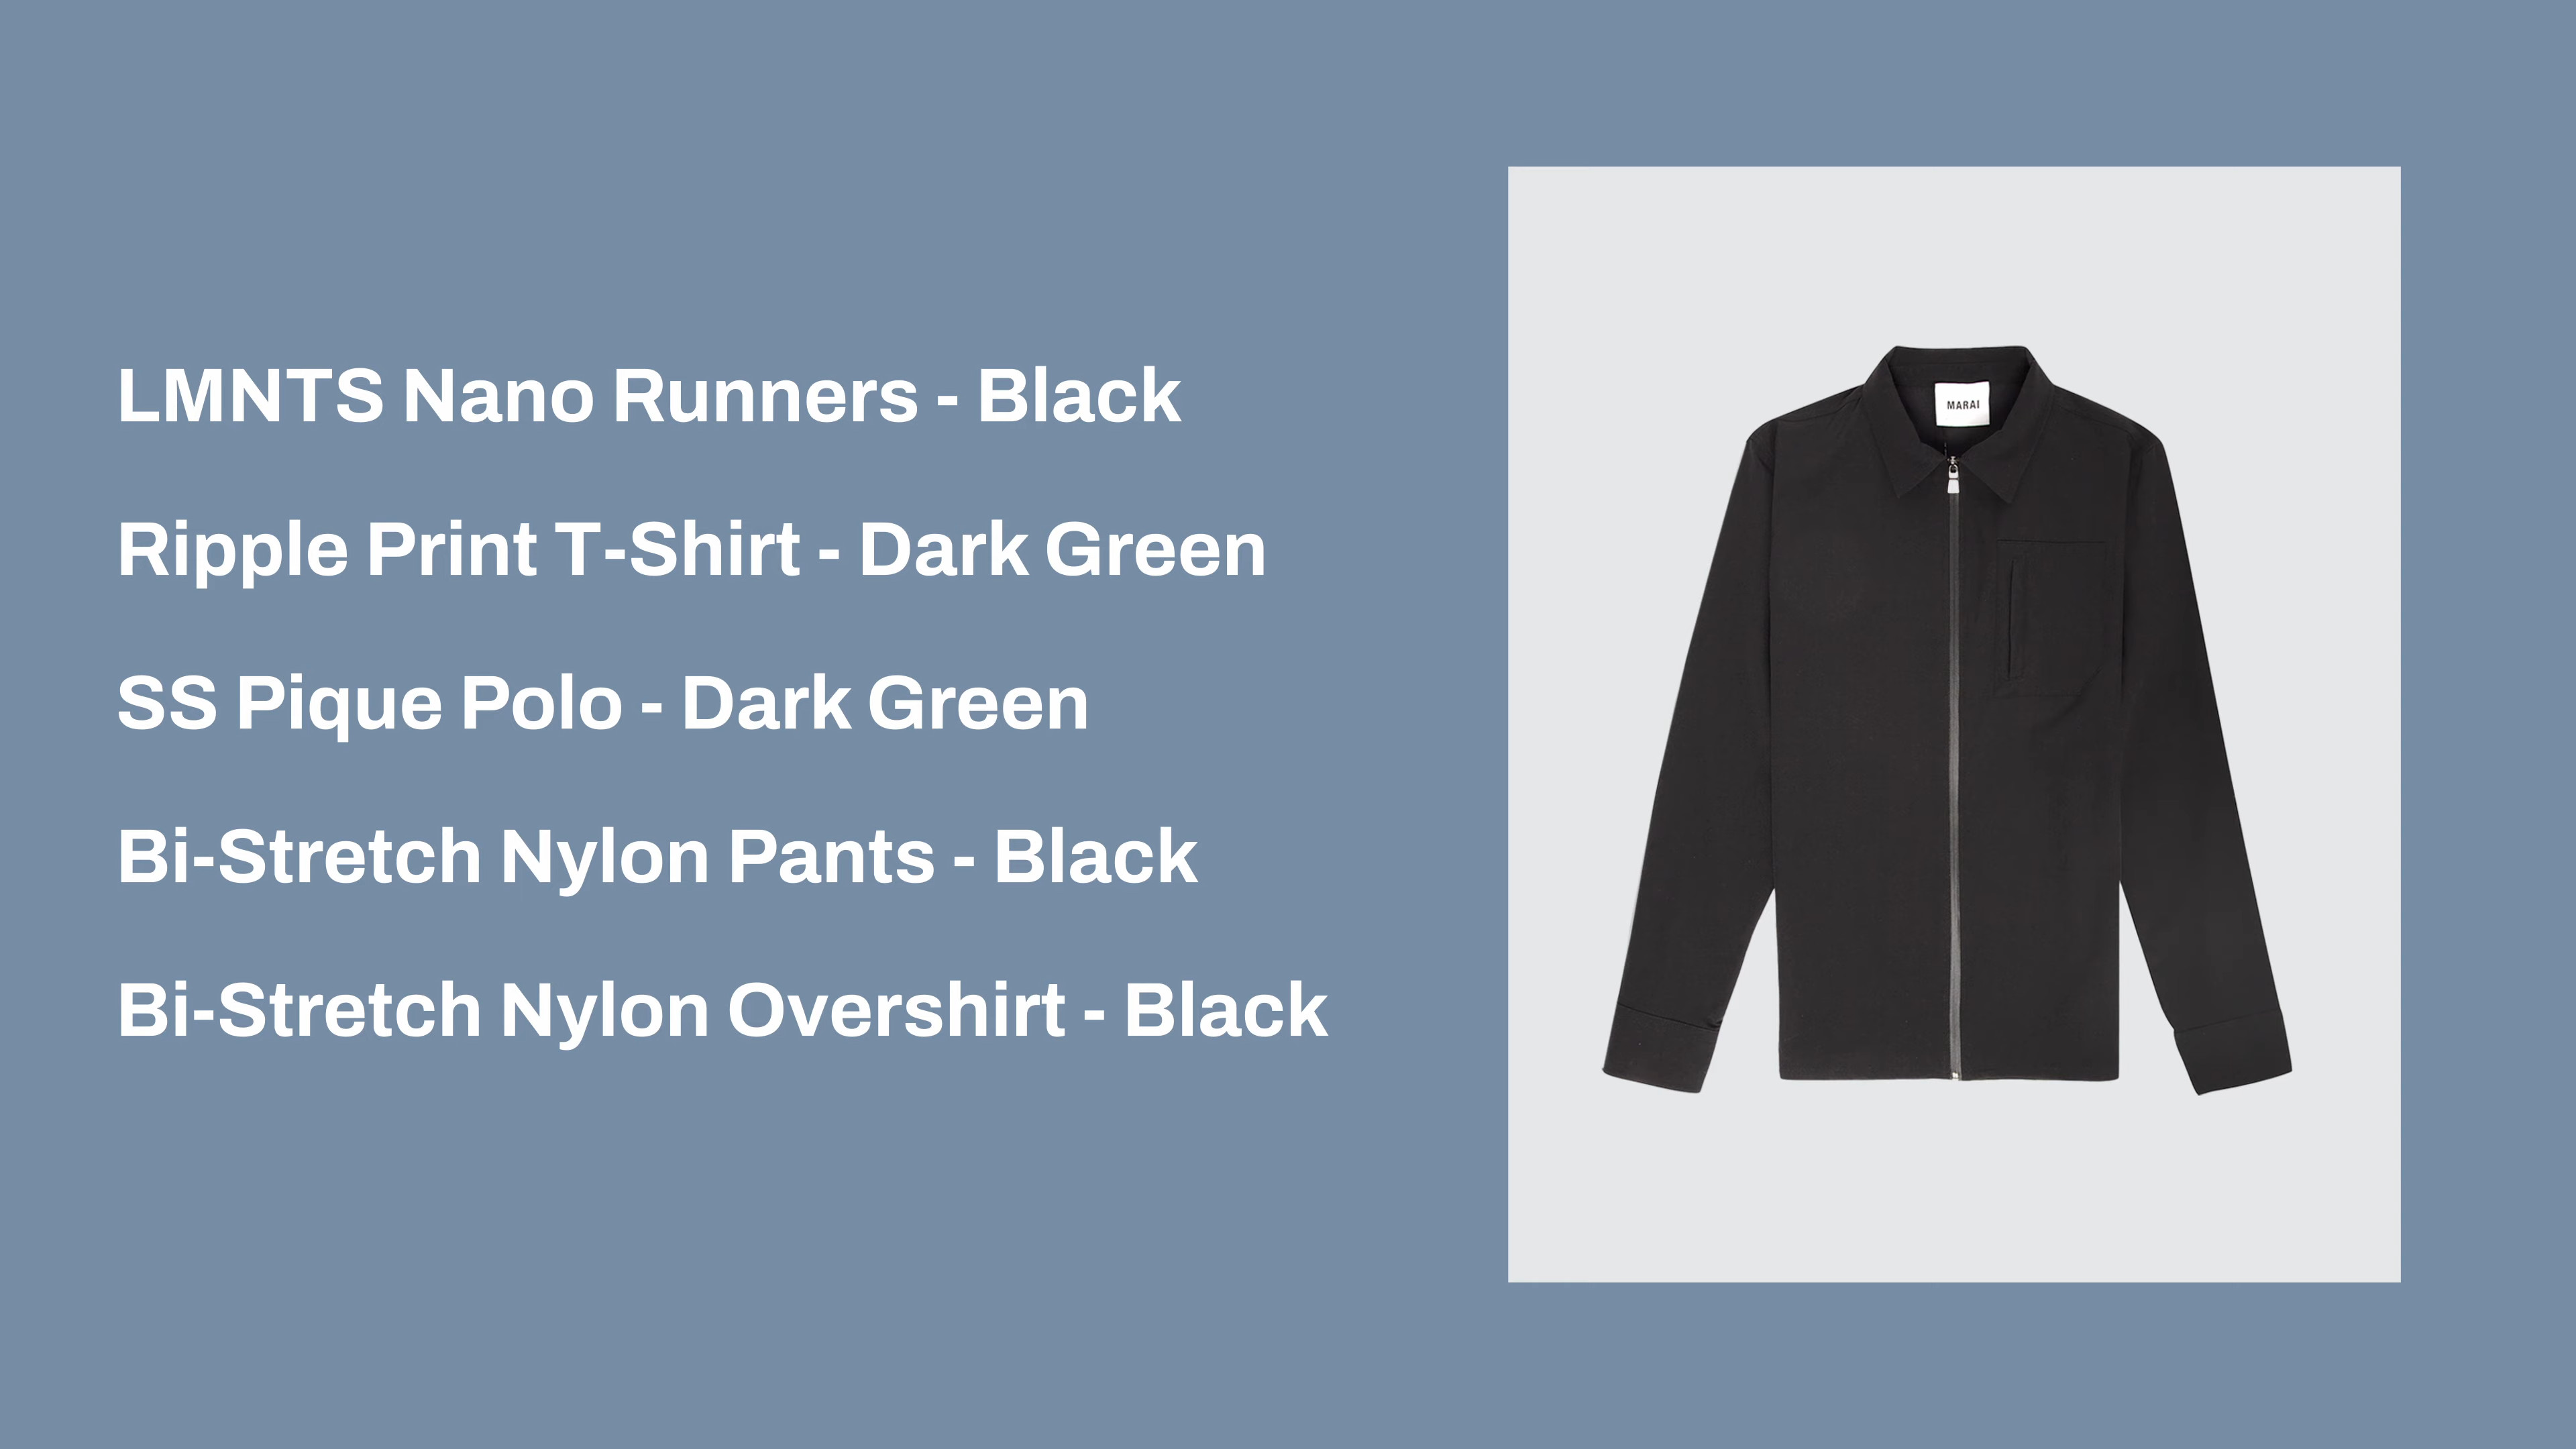 LMNTS Nano Runners - Black
Ripple Print T-Shirt - Dark Green
SS Pique Polo - Dark Green
Bi-Stretch Nylon Pants - Black
Bi-Stretch Nylon Overshirt - Black
MARAI